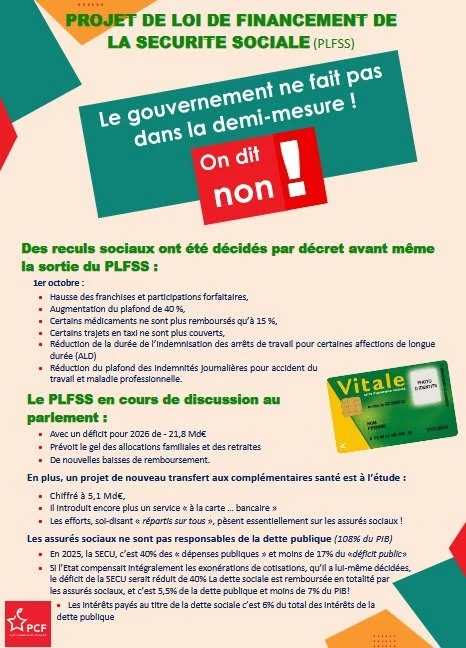 PROJET DE LOI DE FINANCEMENT DE
LA SECURITE SOCIALE (PLFSS)
Le gouvernement ne fait pas
dans la demi-mesure !
On dit
non !
Des reculs sociaux ont été décidés par décret avant même
la sortie du PLFSS :
1er octobre :
• Hausse des franchises et participations forfaitaires,
• Augmentation du plafond de 40 %,
• Certains médicaments ne sont plus remboursés qu'à 15 %,
• Certains trajets en taxi ne sont plus couverts,
• Réduction de la durée de l'indemnisation des arrêts de travail pour certaines affections de longue
durée (ALD)
• Réduction du plafond des indemnités journalières pour accident du
travail et maladie professionnelle.
Vitale
PHOTO
D'IDENTITE
NOM
PRENOM
SPECIMEN
Le PLFSS en cours de discussion au
parlement :
• Avec un déficit pour 2026 de - 21,8 Md€
• Prévoit le gel des allocations familiales et des retraites
• De nouvelles baisses de remboursement.
En plus, un projet de nouveau transfert aux complémentaires santé est à l'étude :
• Chiffré à 5,1 Md€,
• Il introduit encore plus un service « à la carte ... bancaire »
• Les efforts, soi-disant « répartis sur tous », pèsent essentiellement sur les assurés sociaux !
Les assurés sociaux ne sont pas responsables de la dette publique (108% du PIB)
• En 2025, la SECU, c'est 40% des « dépenses publiques » et moins de 17% du «déficit public»
• Si l'Etat compensait intégralement les exonérations de cotisations, qu'il a lui-même décidées,
le déficit de la SECU serait réduit de 40% La dette sociale est remboursée en totalité par
les assurés sociaux, et c'est 5,5% de la dette publique et moins de 7% du PIB!
• Les intérêts payés au titre de la dette sociale c'est 6% du total des intérêts de la
dette publique
PCF